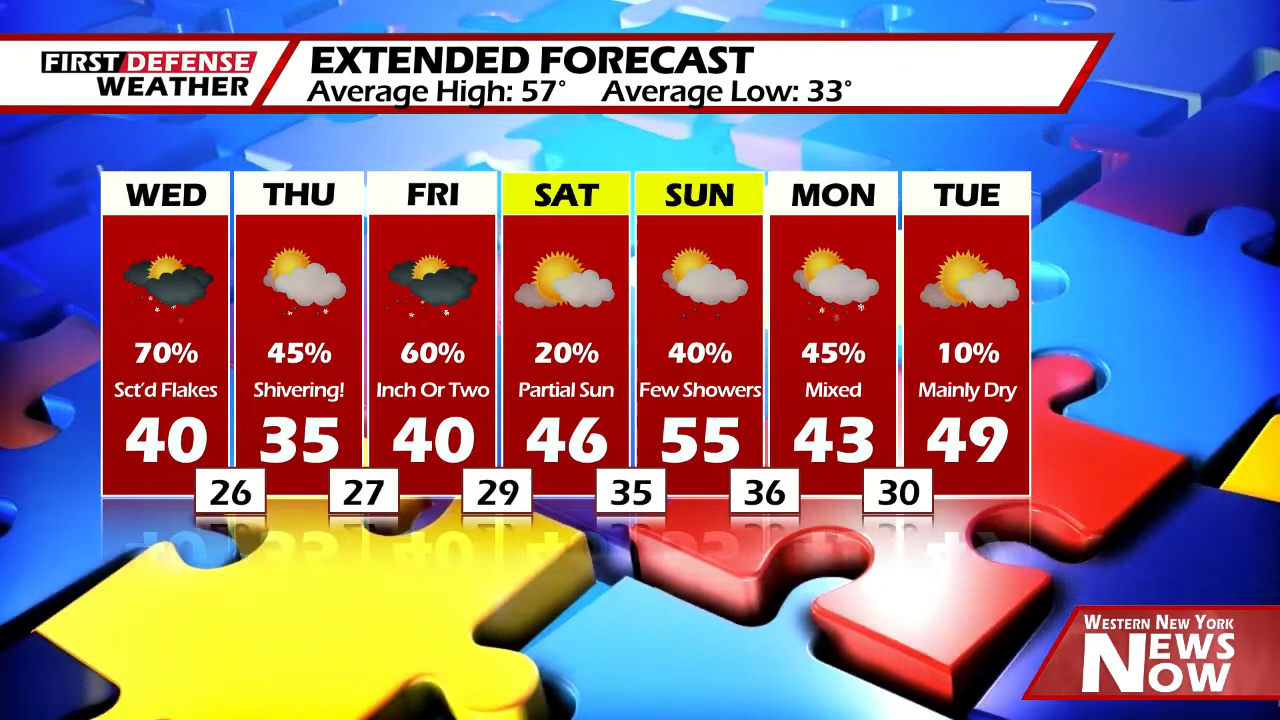 FIRST DEFENSE
WEATHER
EXTENDED FORECAST
Average High: 57° Average Low: 33°
WED THU FRI SAT SUN MON TUE
70% 45% 60% 20% 40% 45% 10%
Sct'd Flakes Shivering! Inch Or Two Partial Sun Few Showers Mixed Mainly Dry
40 35 40 46 55 43 49
26 27 29 35 36 30
WESTERN NEW YORK
NEWS
NOW